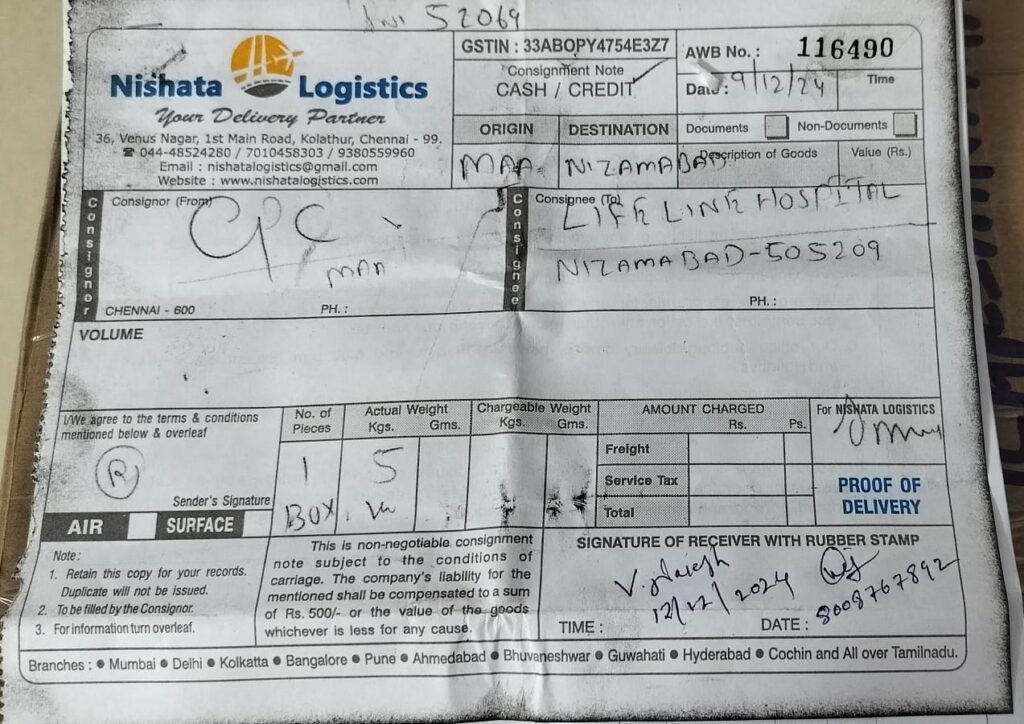 52069
Nishata Logistics
Your Delivery Partner
36, Venus Nagar, 1st Main Road, Kolathur, Chennai - 99.
☎ 044-48524280 / 7010458303 / 9380559960
Email : nishatalogistics@gmail.com
Website : www.nishatalogistics.com
GSTIN : 33ABOPY4754E3Z7
Consignment Note
CASH / CREDIT
AWB No. : 116490
Date : 9/12/24 Time
ORIGIN DESTINATION
MAA NIZAMABAD
Documents Non-Documents
Description of Goods Value (Rs.)
Consignor
Consignor (From)
CPC
MAA
CHENNAI - 600 PH. :
Consignee
Consignee (To)
LIFE LINE HOSPITAL
NIZAMABAD-505209
PH. :
VOLUME
I/We agree to the terms & conditions
mentioned below & overleaf
R
Sender's Signature
AIR SURFACE
No. of Pieces
1
BOX
Actual Weight
Kgs. Gms.
5
Chargeable Weight
Kgs. Gms.
AMOUNT CHARGED
Rs. Ps.
Freight
Service Tax
Total
For NISHATA LOGISTICS
PROOF OF
DELIVERY
Note:
1. Retain this copy for your records.
Duplicate will not be issued.
2. To be filled by the Consignor.
3. For information turn overleaf.
This is non-negotiable consignment
note subject to the conditions of
carriage. The company's liability for the
mentioned shall be compensated to a sum
of Rs. 500/- or the value of the goods
whichever is less for any cause.
SIGNATURE OF RECEIVER WITH RUBBER STAMP
12/12/2024
8008767892
TIME : DATE :
Branches : ● Mumbai ● Delhi ● Kolkatta ● Bangalore ● Pune ● Ahmedabad ● Bhuvaneshwar ● Guwahati ● Hyderabad ● Cochin and All over Tamilnadu.